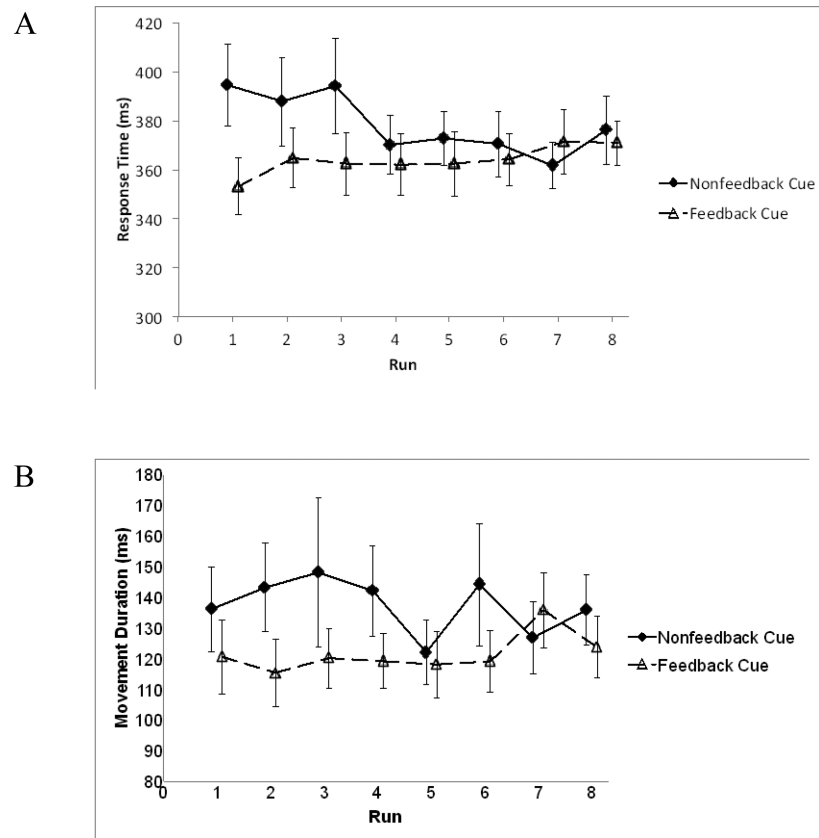 A
420
400
380
360
340
320
300
Response Time (ms)
0 1 2 3 4 5 6 7 8
Run
Nonfeedback Cue
Feedback Cue
B
180
170
160
150
140
130
120
110
100
90
80
Movement Duration (ms)
0 1 2 3 4 5 6 7 8
Run
Nonfeedback Cue
Feedback Cue